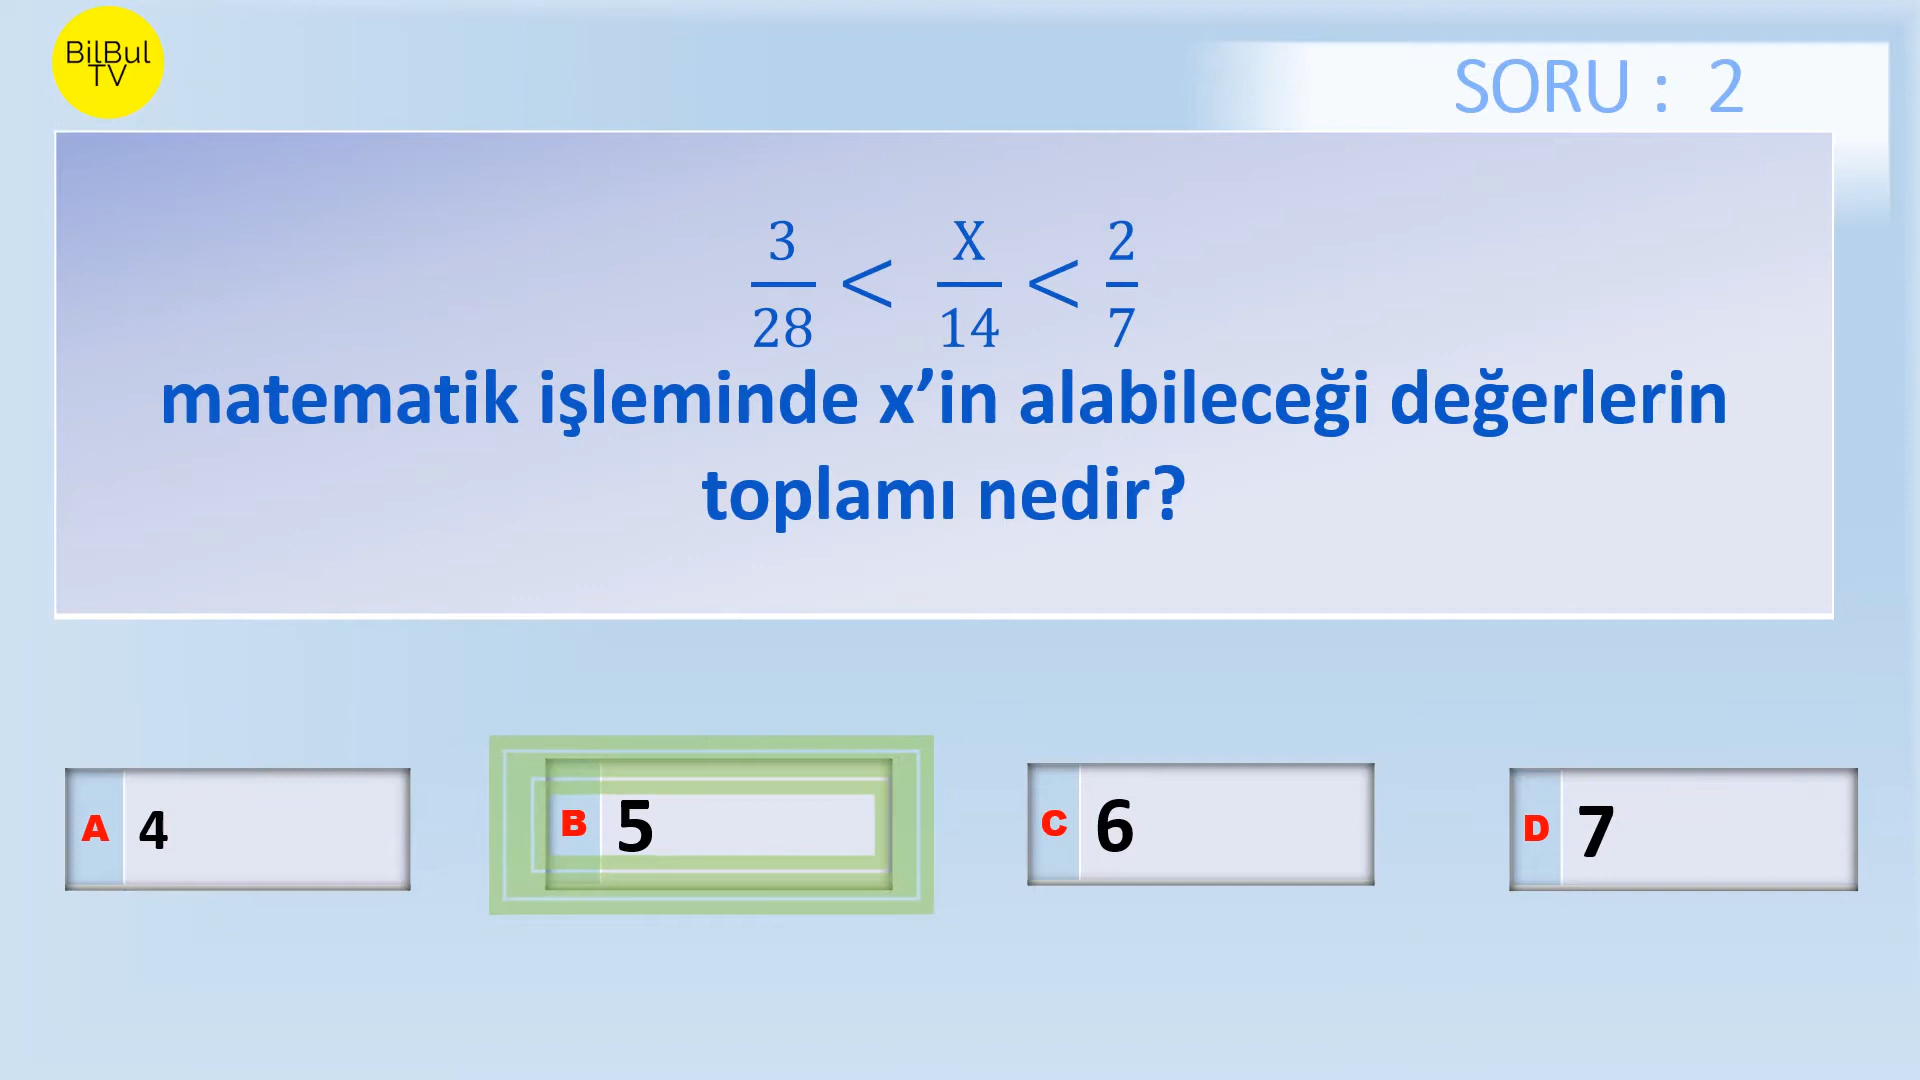 BilBul
TV
SORU : 2
3/28 < X/14 < 2/7
matematik işleminde x’in alabileceği değerlerin
toplamı nedir?
A 4
B 5
C 6
D 7